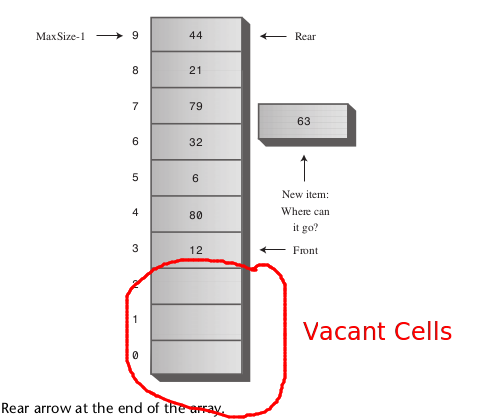 MaxSize-1 9 44 Rear
8 21
7 79
63
6 32
5 6
New item:
Where can
it go?
4 80
3 12 Front
2
1
Vacant Cells
0
Rear arrow at the end of the array.